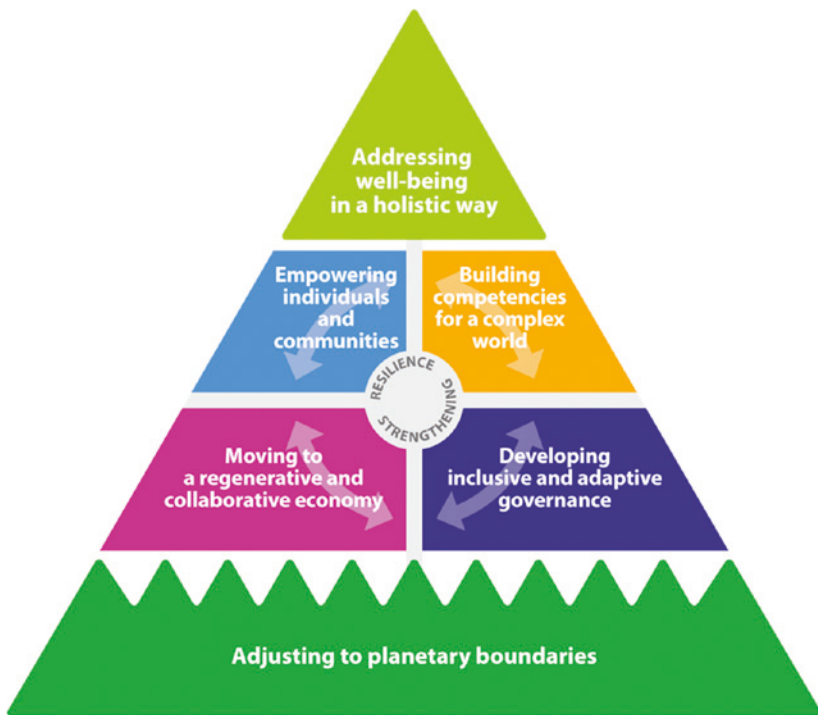 Addressing
well-being
in a holistic way
Empowering
individuals
and
communities
Building
competencies
for a complex
world
RESILIENCE
STRENGTHENING
Moving to
a regenerative and
collaborative economy
Developing
inclusive and adaptive
governance
Adjusting to planetary boundaries